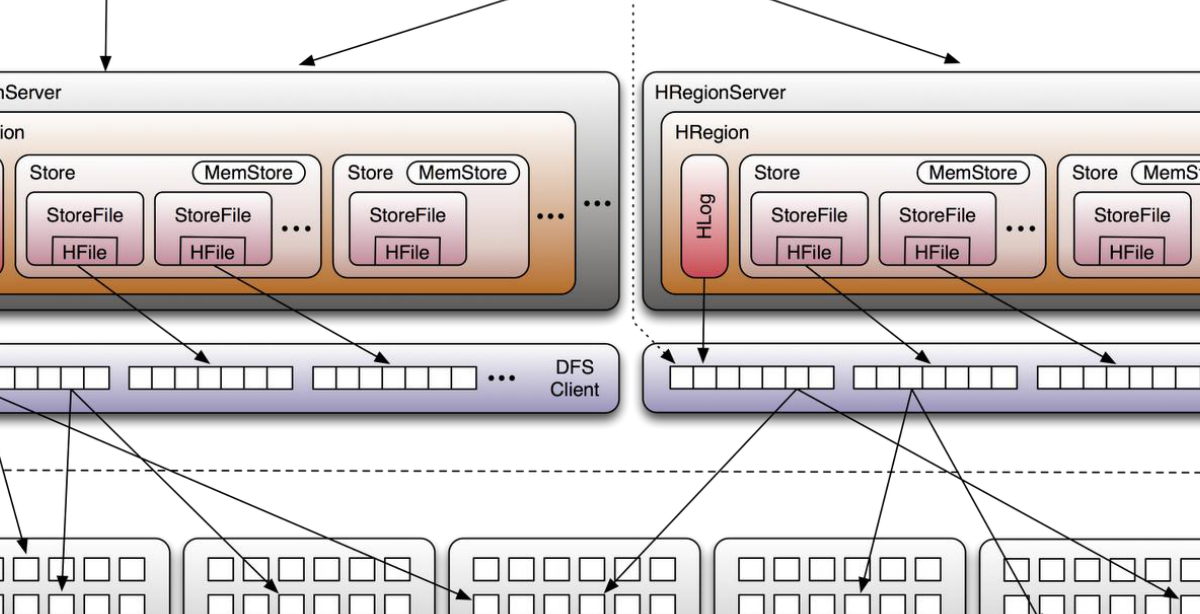 nServer
ion
Store
MemStore
StoreFile
HFile
StoreFile
HFile
Store
MemStore
StoreFile
HFile
DFS
Client
HRegionServer
HRegion
HLog
Store
MemStore
StoreFile
HFile
StoreFile
HFile
Store
MemS
StoreFile
HFile